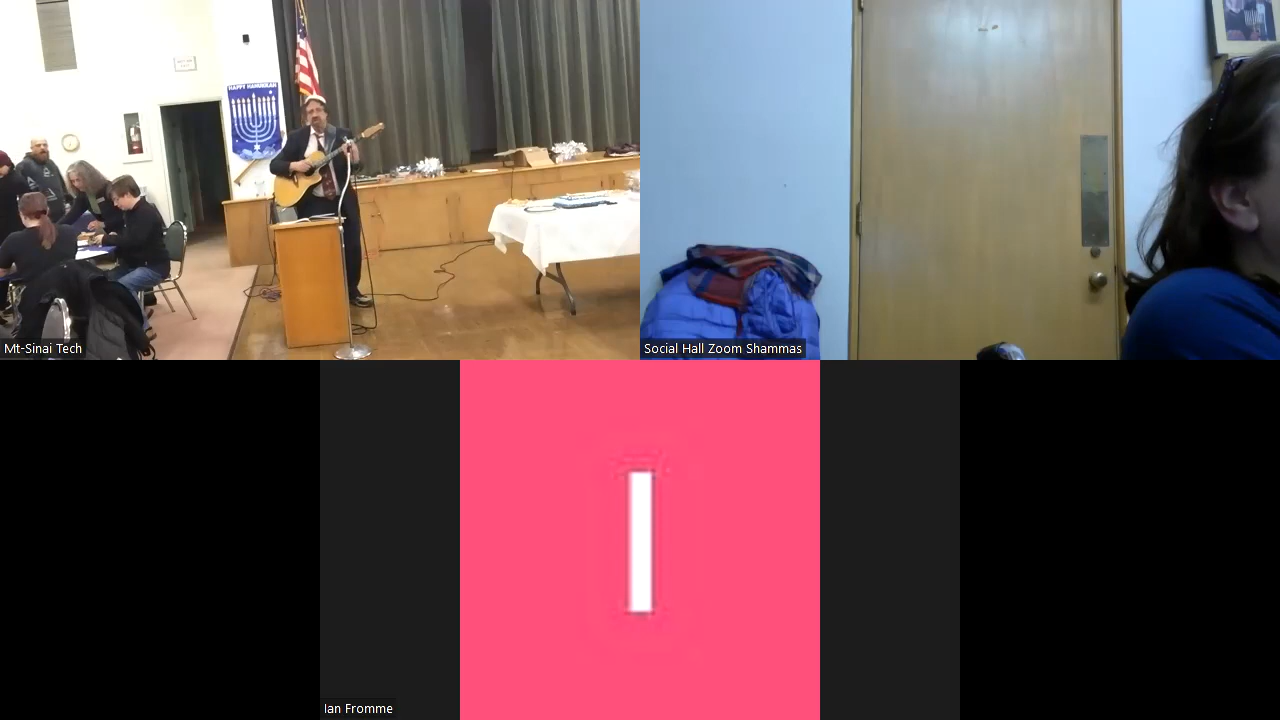 HAPPY HANUKKAH
Mt-Sinai Tech
Social Hall Zoom Shammas
I
Ian Fromme